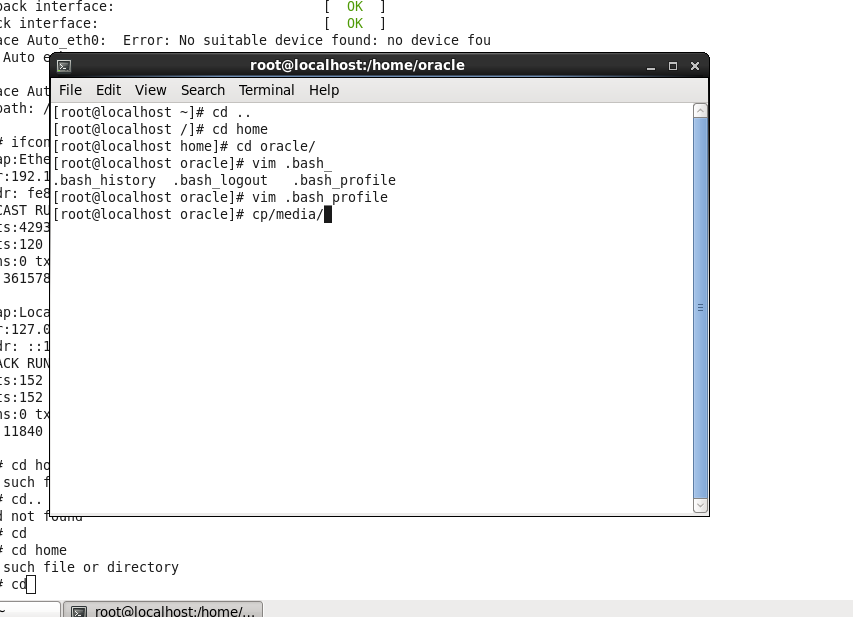 back interface: [ OK ]
ck interface: [ OK ]
ace Auto_eth0: Error: No suitable device found: no device fou
Auto e
root@localhost:/home/oracle
File Edit View Search Terminal Help
[root@localhost ~]# cd ..
[root@localhost /]# cd home
[root@localhost home]# cd oracle/
[root@localhost oracle]# vim .bash_
.bash_history .bash_logout .bash_profile
[root@localhost oracle]# vim .bash_profile
[root@localhost oracle]# cp/media/
ace Aut
path: /
# ifcon
ap:Ethe
r:192.1
dr: fe8
CAST RU
ts:4293
ts:120
ns:0 tx
361578
ap:Loca
r:127.0
dr: ::1
ACK RUN
ts:152
ts:152
ns:0 tx
11840
# cd ho
such f
# cd..
d not found
# cd
# cd home
such file or directory
# cd
~
root@localhost:/home/...